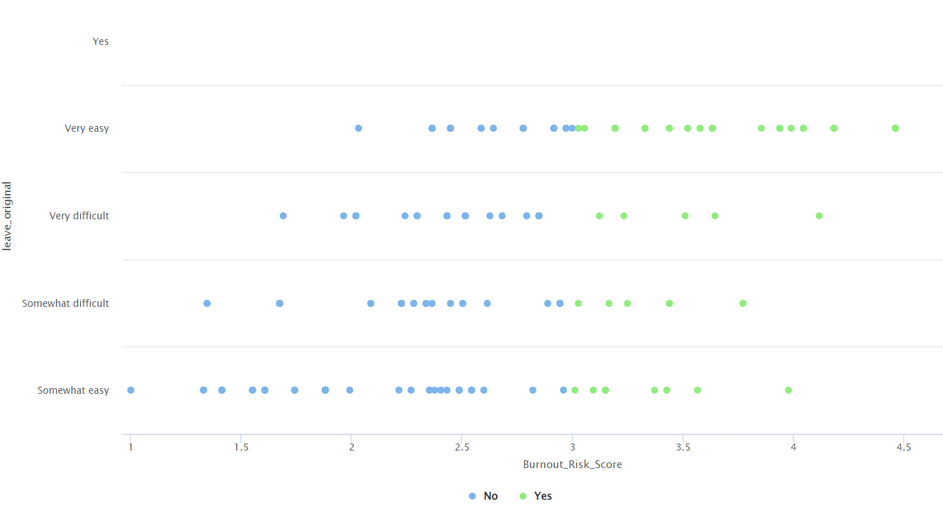 Yes
Very easy
Very difficult
Somewhat difficult
Somewhat easy
leave_original
1 1.5 2 2.5 3 3.5 4 4.5
Burnout_Risk_Score
No Yes